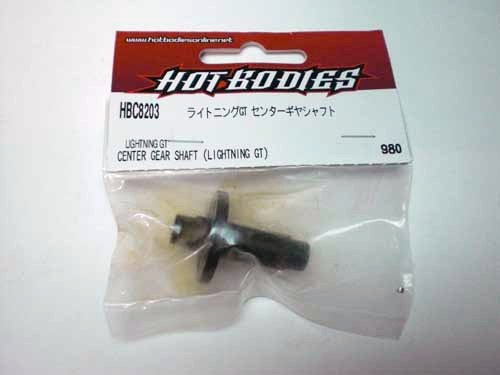 www.hotbodiesonline.net
HOT BODIES
HBC8203 ライトニングGT センターギヤシャフト
LIGHTNING GT
CENTER GEAR SHAFT (LIGHTNING GT) 980